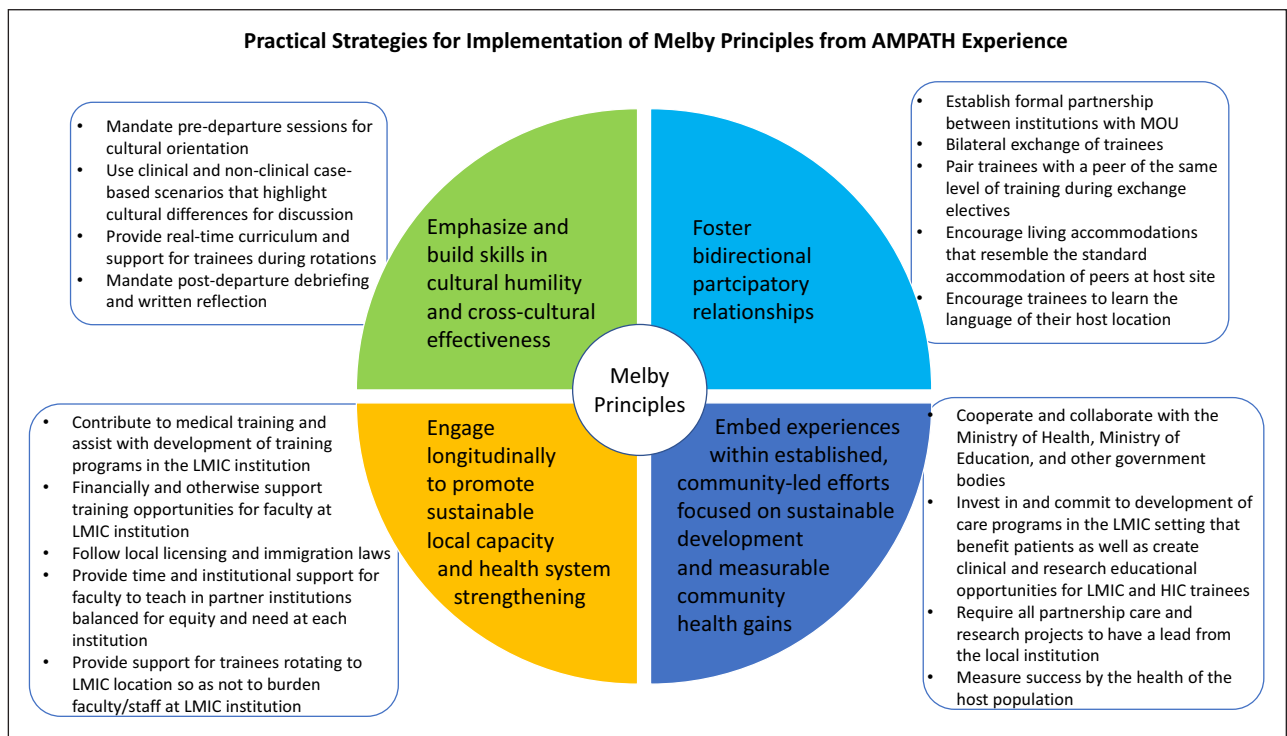 Practical Strategies for Implementation of Melby Principles from AMPATH Experience
• Mandate pre-departure sessions for
cultural orientation
• Use clinical and non-clinical case-
based scenarios that highlight
cultural differences for discussion
• Provide real-time curriculum and
support for trainees during rotations
• Mandate post-departure debriefing
and written reflection
Emphasize and
build skills in
cultural humility
and cross-cultural
effectiveness
Foster
bidirectional
partcipatory
relationships
• Establish formal partnership
between institutions with MOU
• Bilateral exchange of trainees
• Pair trainees with a peer of the same
level of training during exchange
electives
• Encourage living accommodations
that resemble the standard
accommodation of peers at host site
• Encourage trainees to learn the
language of their host location
Melby
Principles
• Contribute to medical training and
assist with development of training
programs in the LMIC institution
• Financially and otherwise support
training opportunities for faculty at
LMIC institution
• Follow local licensing and immigration laws
• Provide time and institutional support for
faculty to teach in partner institutions
balanced for equity and need at each
institution
• Provide support for trainees rotating to
LMIC location so as not to burden
faculty/staff at LMIC institution
Engage
longitudinally
to promote
sustainable
local capacity
and health system
strengthening
Embed experiences
within established,
community-led efforts
focused on sustainable
development
and measurable
community
health gains
• Cooperate and collaborate with the
Ministry of Health, Ministry of
Education, and other government
bodies
• Invest in and commit to development of
care programs in the LMIC setting that
benefit patients as well as create
clinical and research educational
opportunities for LMIC and HIC trainees
• Require all partnership care and
research projects to have a lead from
the local institution
• Measure success by the health of the
host population